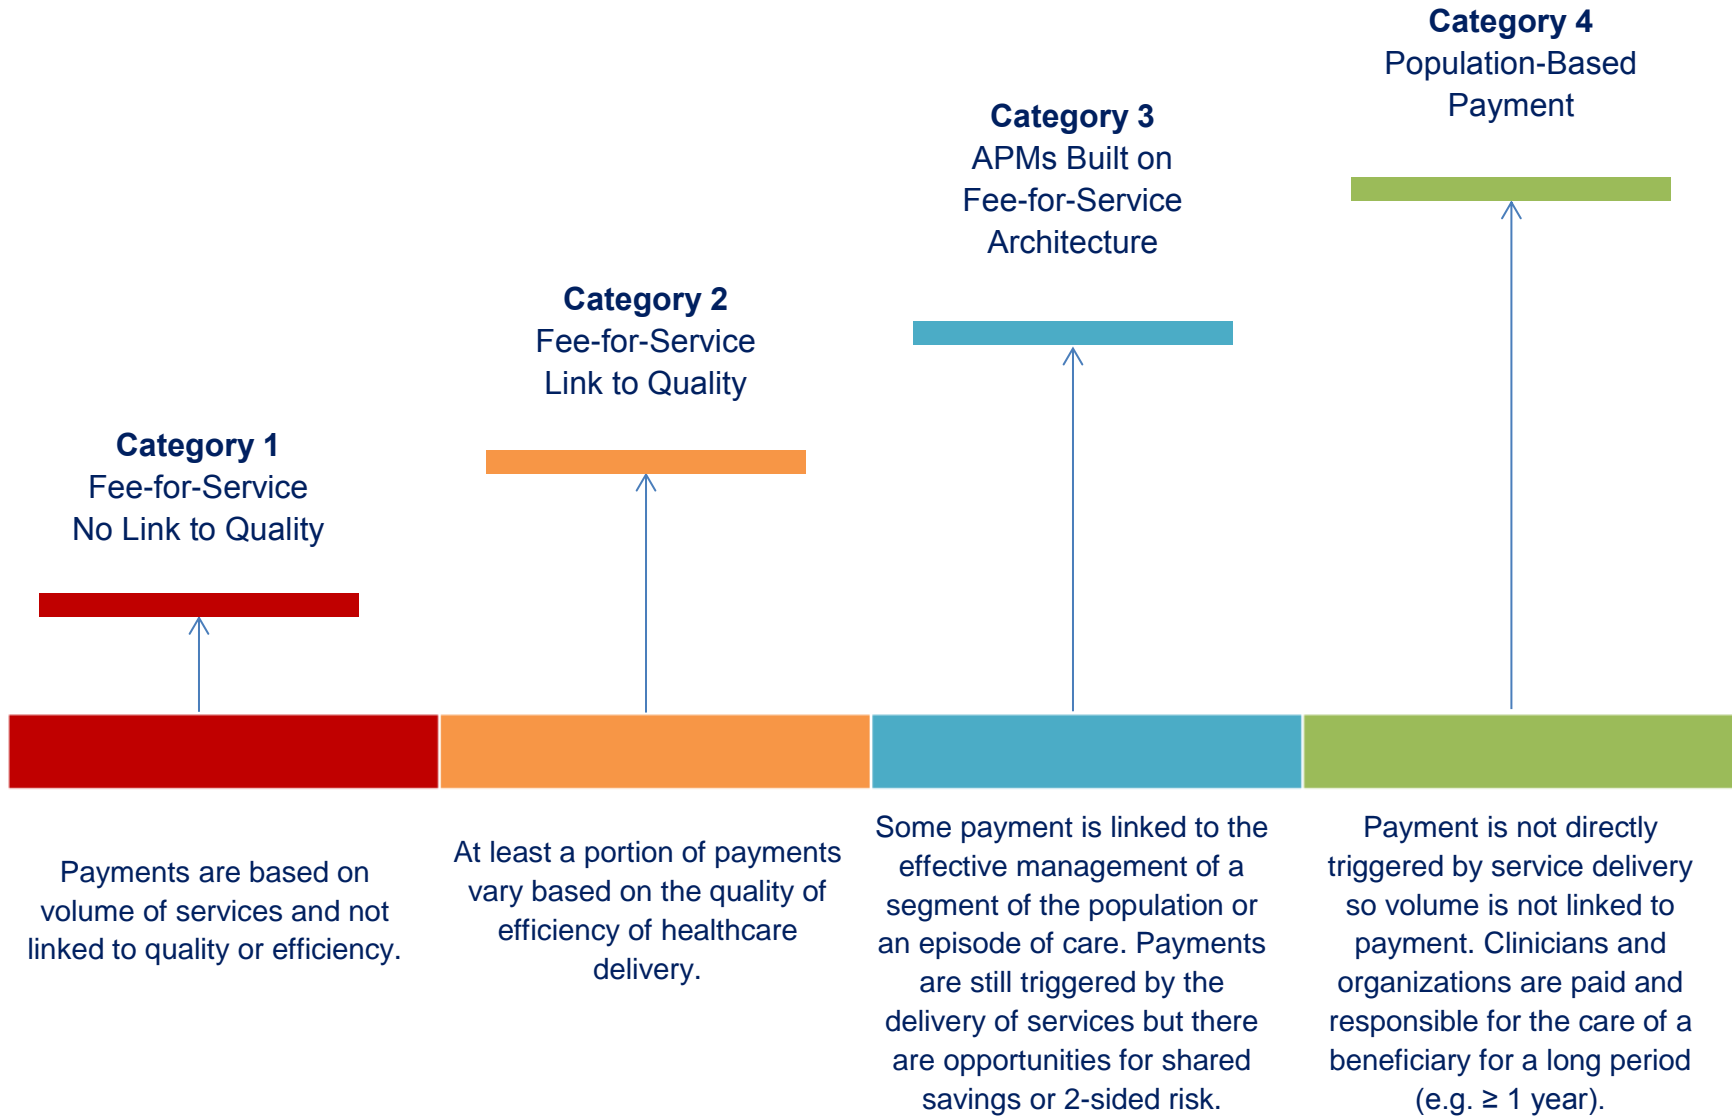 Category 1
Fee-for-Service
No Link to Quality
Category 2
Fee-for-Service
Link to Quality
Category 3
APMs Built on
Fee-for-Service
Architecture
Category 4
Population-Based
Payment
Payments are based on
volume of services and not
linked to quality or efficiency.
At least a portion of payments
vary based on the quality of
efficiency of healthcare
delivery.
Some payment is linked to the
effective management of a
segment of the population or
an episode of care. Payments
are still triggered by the
delivery of services but there
are opportunities for shared
savings or 2-sided risk.
Payment is not directly
triggered by service delivery
so volume is not linked to
payment. Clinicians and
organizations are paid and
responsible for the care of a
beneficiary for a long period
(e.g. ≥ 1 year).